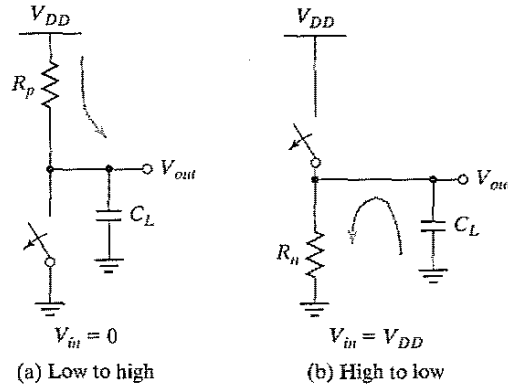 V_DD
R_p
V_out
C_L
V_in = 0
(a) Low to high
V_DD
V_out
C_L
R_n
V_in = V_DD
(b) High to low